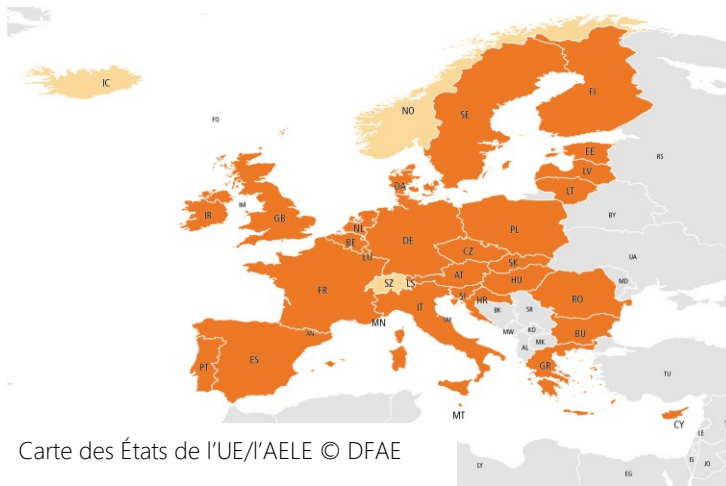 IC
FO
NO
SE
FI
RS
EE
LV
LT
DA
IR
IM
GB
NL
BE
LU
DE
PL
BY
UA
CZ
SK
FR
SZ
LS
AT
HU
MD
SI
HR
RO
BK
SR
IT
MN
SM
AN
MW
KO
BU
AL
MK
PT
ES
GR
TU
MT
CY
LE
IS
JO
LY
EG
Carte des États de l'UE/l'AELE © DFAE